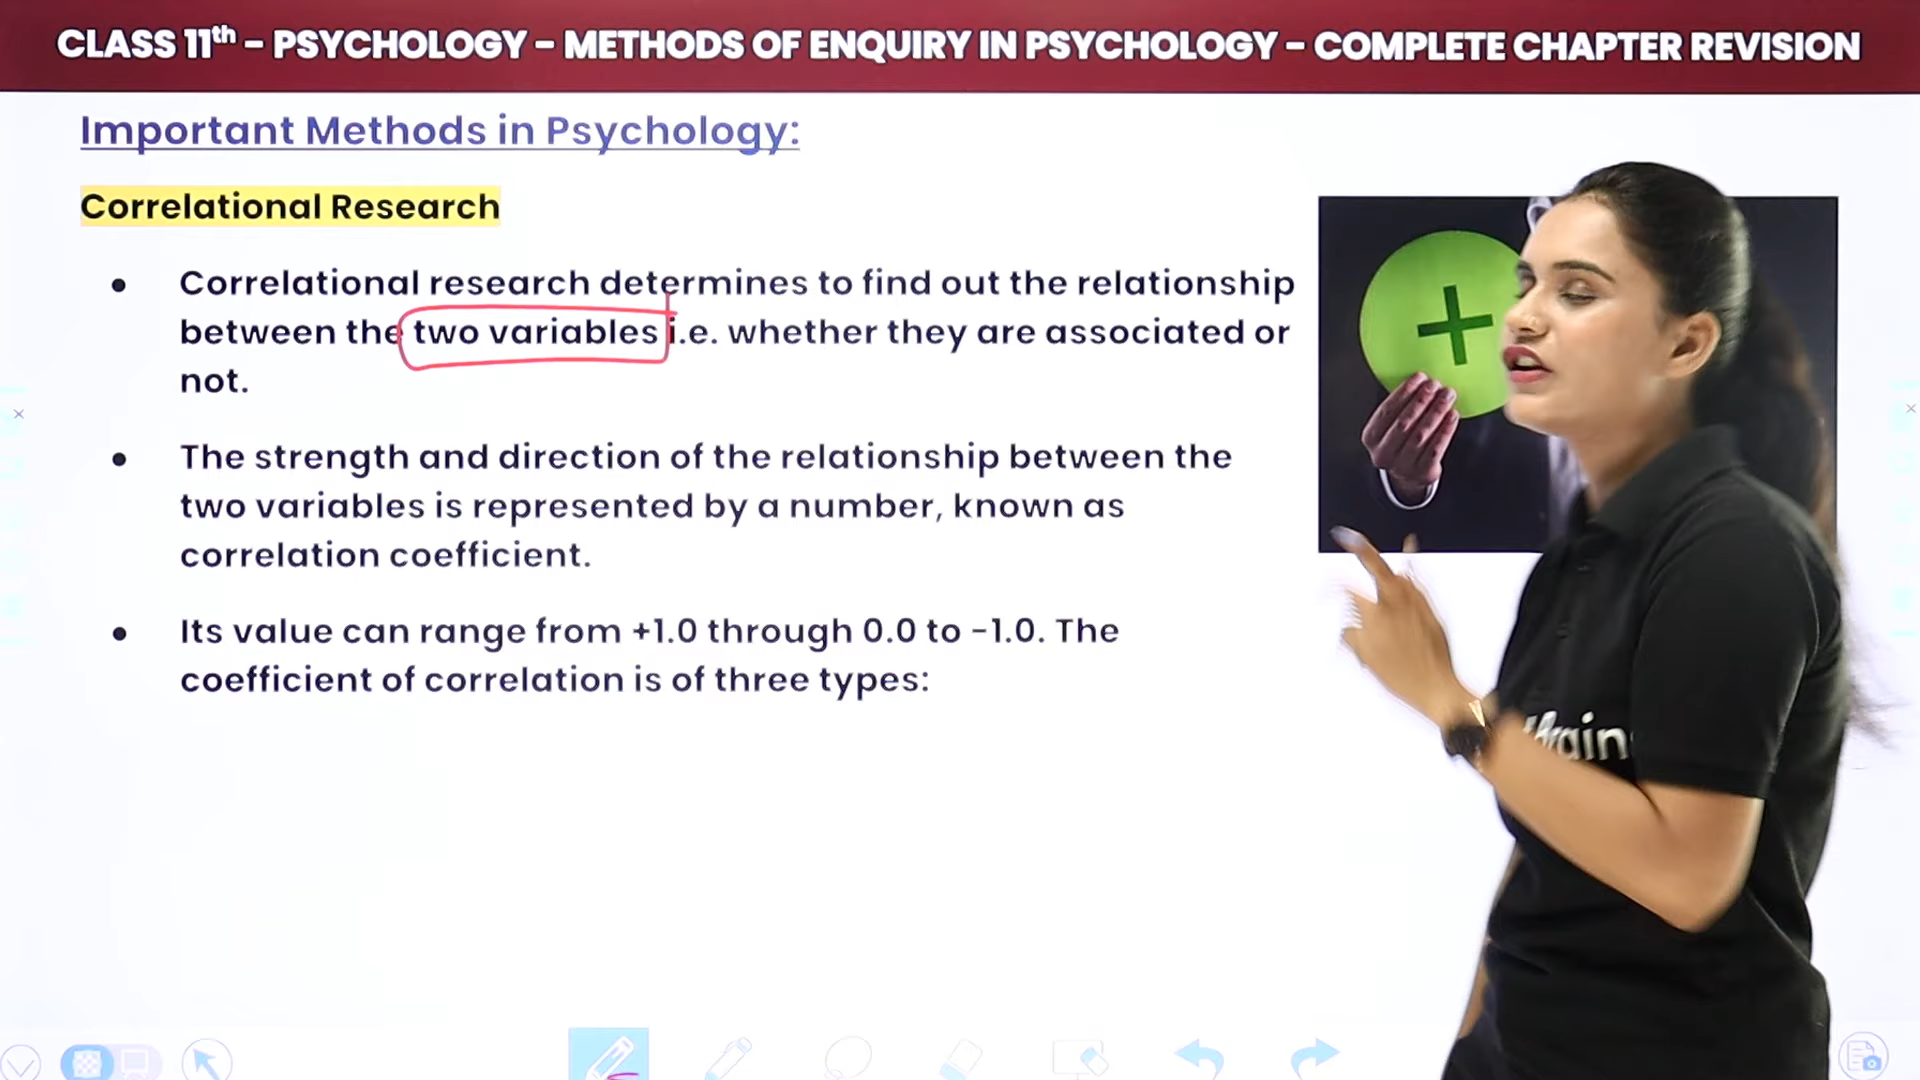 CLASS 11th - PSYCHOLOGY - METHODS OF ENQUIRY IN PSYCHOLOGY - COMPLETE CHAPTER REVISION
Important Methods in Psychology:
Correlational Research
• Correlational research determines to find out the relationship
between the two variables i.e. whether they are associated or
not.
• The strength and direction of the relationship between the
two variables is represented by a number, known as
correlation coefficient.
• Its value can range from +1.0 through 0.0 to -1.0. The
coefficient of correlation is of three types: